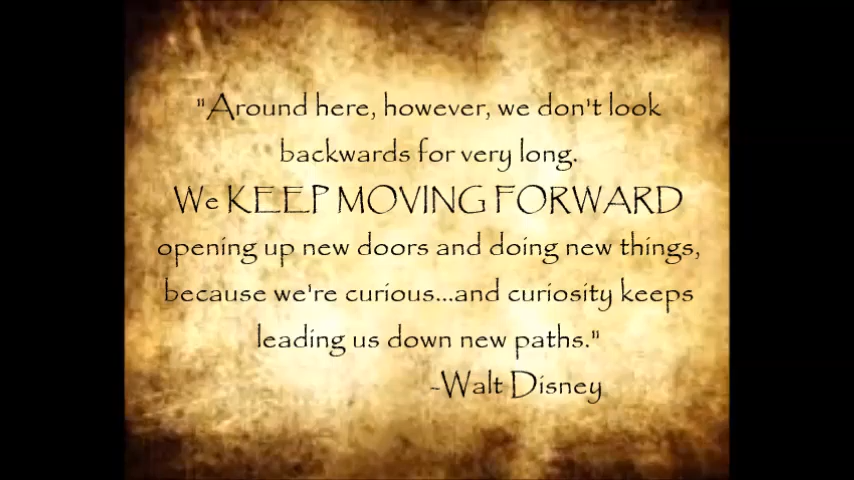 "Around here, however, we don't look
backwards for very long.
We KEEP MOVING FORWARD
opening up new doors and doing new things,
because we're curious...and curiosity keeps
leading us down new paths."
-Walt Disney